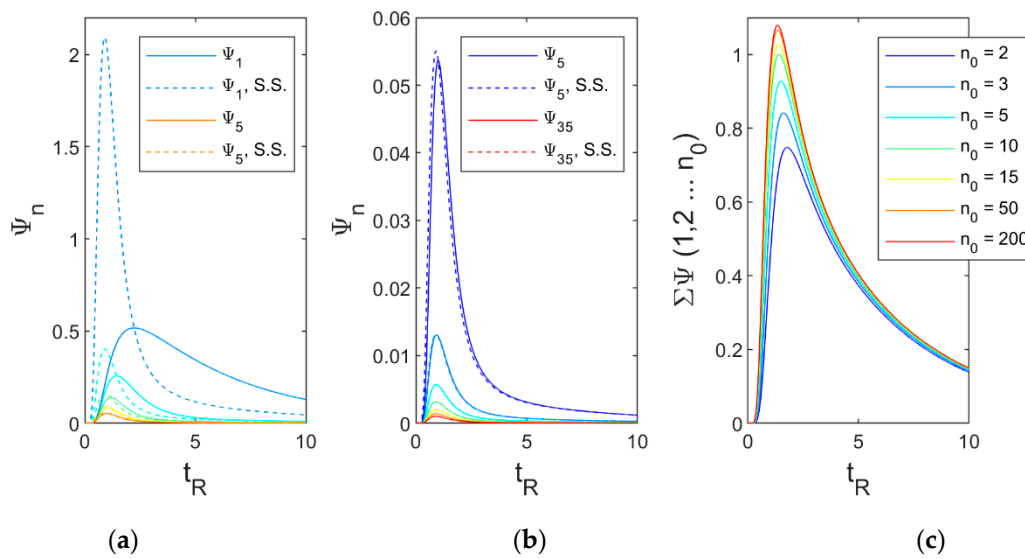 2
1.5
1
0.5
0
0
5
10
Ψn
tR
Ψ1
Ψ1, S.S.
Ψ5
Ψ5, S.S.
(a)
0.06
0.05
0.04
0.03
0.02
0.01
0
0
5
10
Ψn
tR
Ψ5
Ψ5, S.S.
Ψ35
Ψ35, S.S.
(b)
1
0.8
0.6
0.4
0.2
0
0
5
10
ΣΨ (1,2 ... n0)
tR
n0 = 2
n0 = 3
n0 = 5
n0 = 10
n0 = 15
n0 = 50
n0 = 200
(c)